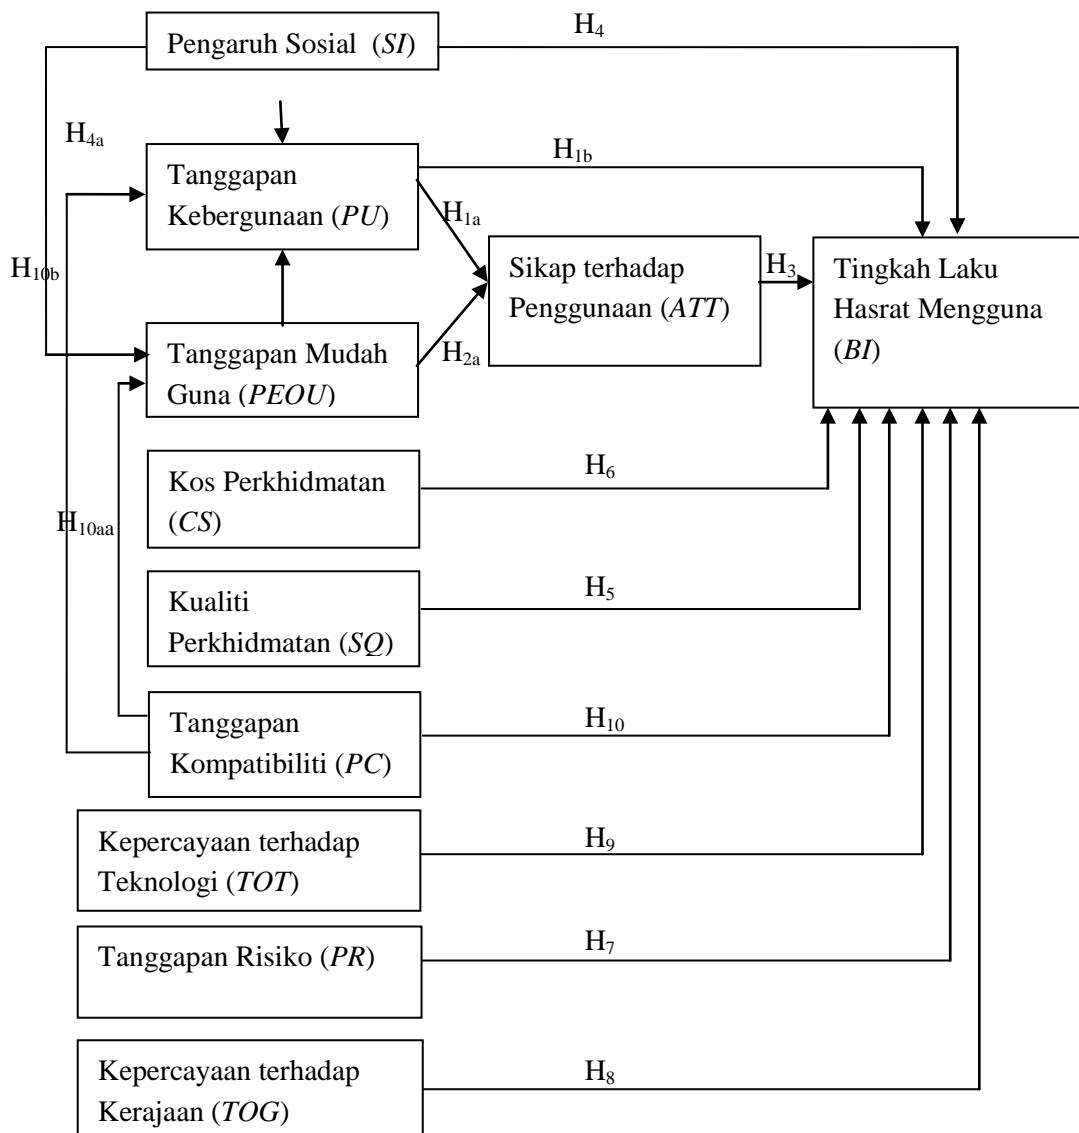 H4
Pengaruh Sosial (SI)
H4a
H1b
Tanggapan
Kebergunaan (PU)
H1a
H10b
Sikap terhadap
Penggunaan (ATT)
H3
Tingkah Laku
Hasrat Mengguna
(BI)
Tanggapan Mudah
Guna (PEOU)
H2a
Kos Perkhidmatan
(CS)
H6
H10aa
Kualiti
Perkhidmatan (SQ)
H5
Tanggapan
Kompatibiliti (PC)
H10
Kepercayaan terhadap
Teknologi (TOT)
H9
Tanggapan Risiko (PR)
H7
Kepercayaan terhadap
Kerajaan (TOG)
H8